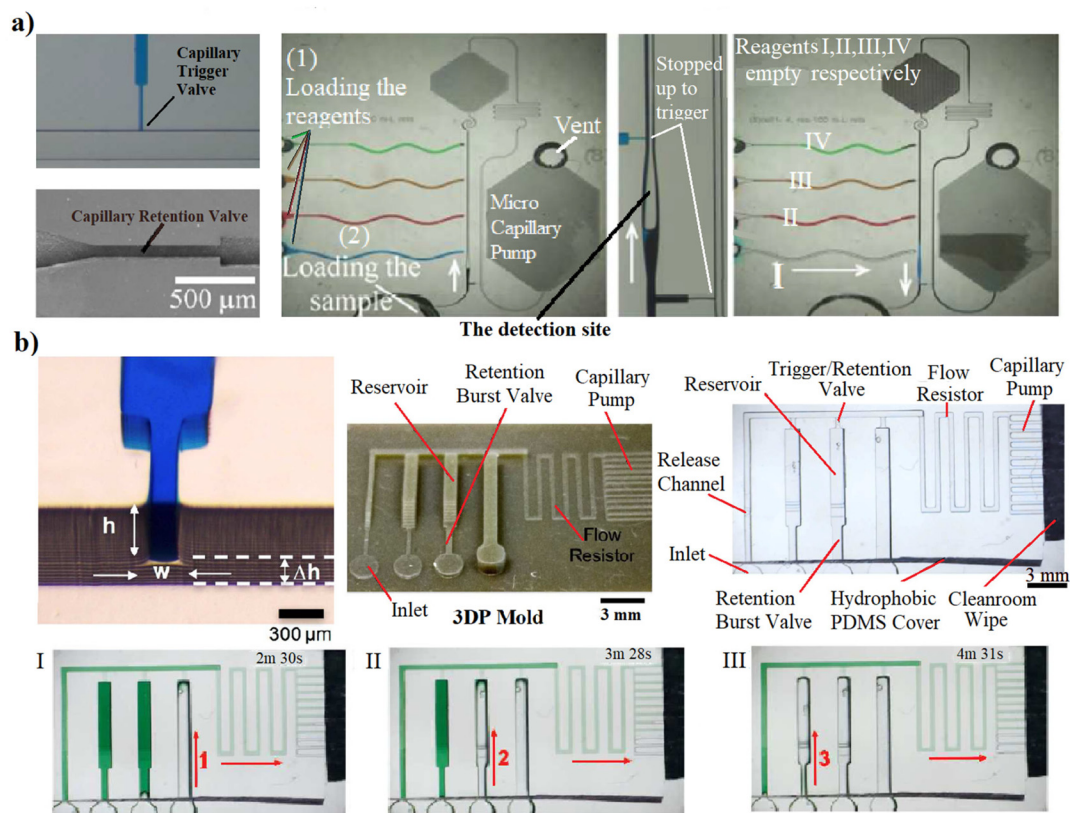 a)
Capillary
Trigger
Valve
Capillary Retention Valve
500 µm
(1)
Loading the
reagents
Vent
(2)
Loading the
sample
Micro
Capillary
Pump
Stopped
up to
trigger
The detection site
Reagents I,II,III,IV
empty respectively
IV
III
II
I
b)
h
w
Δh
300 µm
Reservoir
Retention
Burst Valve
Capillary
Pump
Flow
Resistor
Inlet
3DP Mold
3 mm
Reservoir
Trigger/Retention
Valve
Flow
Resistor
Capillary
Pump
Release
Channel
Inlet
Retention
Burst Valve
Hydrophobic
PDMS Cover
Cleanroom
Wipe
3 mm
I
2m 30s
1
II
3m 28s
2
III
4m 31s
3